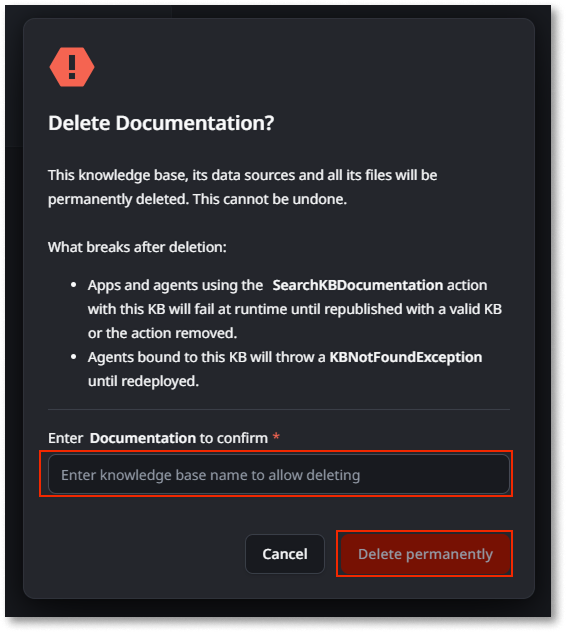 Delete Documentation?
This knowledge base, its data sources and all its files will be
permanently deleted. This cannot be undone.
What breaks after deletion:
• Apps and agents using the SearchKBDocumentation action
with this KB will fail at runtime until republished with a valid KB
or the action removed.
• Agents bound to this KB will throw a KBNotFoundException
until redeployed.
Enter Documentation to confirm *
Enter knowledge base name to allow deleting
Cancel
Delete permanently